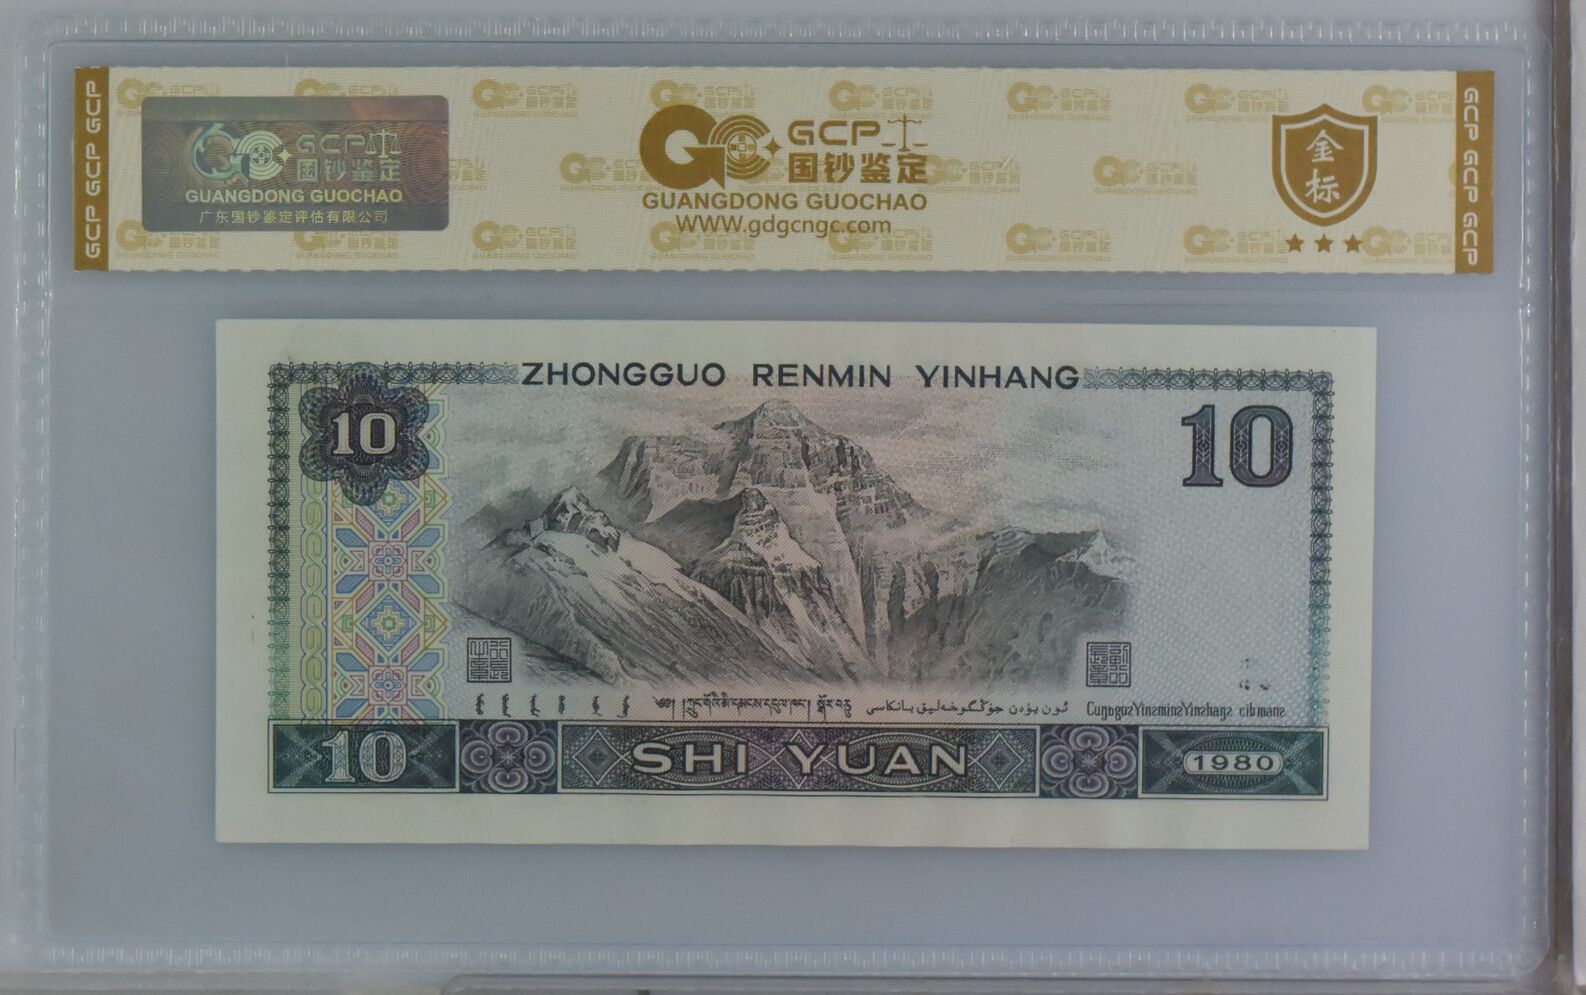 GCP GCP GCP
GCP
国钞鉴定
GUANGDONG GUOCHAO
广东国钞鉴定评估有限公司
GCP
国钞鉴定
GUANGDONG GUOCHAO
WWW.gdgcngc.com
金
标
GCP GCP GCP
ZHONGGUO RENMIN YINHANG
10
10
10
SHI YUAN
1980